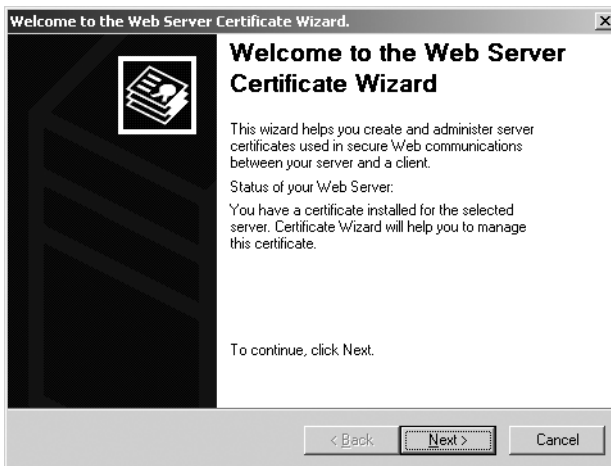 Welcome to the Web Server Certificate Wizard.
Welcome to the Web Server
Certificate Wizard
This wizard helps you create and administer server
certificates used in secure Web communications
between your server and a client.
Status of your Web Server:
You have a certificate installed for the selected
server. Certificate Wizard will help you to manage
this certificate.
To continue, click Next.
< Back Next > Cancel